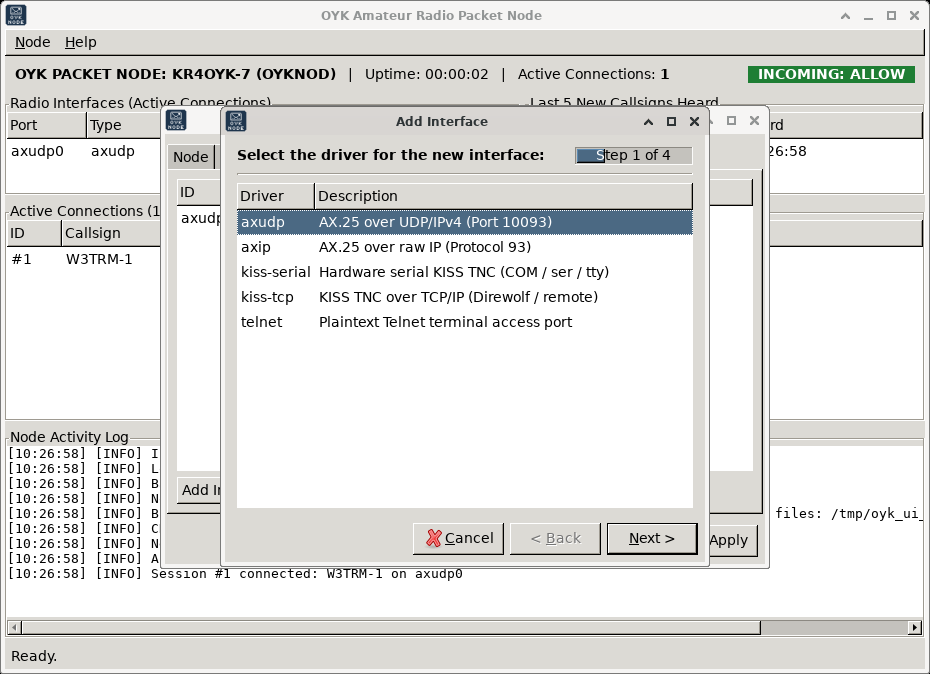 OYK Amateur Radio Packet Node
Node Help
OYK PACKET NODE: KR4OYK-7 (OYKNOD) | Uptime: 00:00:02 | Active Connections: 1 INCOMING: ALLOW
Radio Interfaces (Active Connections) Last 5 New Callsigns Heard
Port Type
axudp0 axudp 26:58
Active Connections (1
ID Callsign
#1 W3TRM-1
Node
ID
axudp
Add Interface
Select the driver for the new interface: Step 1 of 4
Driver Description
axudp AX.25 over UDP/IPv4 (Port 10093)
axip AX.25 over raw IP (Protocol 93)
kiss-serial Hardware serial KISS TNC (COM / ser / tty)
kiss-tcp KISS TNC over TCP/IP (Direwolf / remote)
telnet Plaintext Telnet terminal access port
Cancel < Back Next >
Add Apply
Node Activity Log
[10:26:58] [INFO] I
[10:26:58] [INFO] L
[10:26:58] [INFO] B
[10:26:58] [INFO] N
[10:26:58] [INFO] B files: /tmp/oyk_ui_
[10:26:58] [INFO] C
[10:26:58] [INFO] N
[10:26:58] [INFO] A
[10:26:58] [INFO] Session #1 connected: W3TRM-1 on axudp0
Ready.